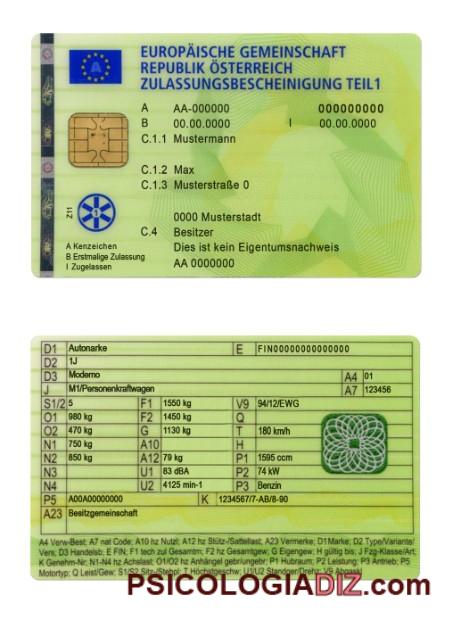 EUROPÄISCHE GEMEINSCHAFT
REPUBLIK ÖSTERREICH
ZULASSUNGSBESCHEINIGUNG TEIL1
A
A AA-000000 000000000
B 00.00.0000 I 00.00.0000
C.1.1 Mustermann
C.1.2 Max
C.1.3 Musterstraße 0
Z11
1
0000 Musterstadt
C.4 Besitzer
Dies ist kein Eigentumsnachweis
AA 0000000
A Kenzeichen
B Erstmalige Zulassung
I Zugelassen
D1 Autonarke E FIN00000000000000
D2 1J
D3 Moderno A4 01
J M1/Personenkraftwagen A7 123456
S1/2 5 F1 1550 kg V9 94/12/EWG
O1 980 kg F2 1450 kg Q
O2 470 kg G 1130 kg T 180 km/h
N1 750 kg A10 H
N2 850 kg A12 79 kg P1 1595 ccm
N3 U1 83 dBA P2 74 kW
N4 U2 4125 min-1 P3 Benzin
P5 A00A00000000 K 1234567/7-AB/8-90
A23 Besitzgemeinschaft
A4 Verw-Best; A7 nat Code; A10 hz Nutzl; A12 hz Stütz-/Sattellast; A23 Vermerke; D1 Marke; D2 Type/Variante/
Vers; D3 Handelsb; E FIN; F1 tech zul Gesamtm; F2 hz Gesamtgew; G Eigengew; H gültig bis; J Fzg-Klasse/Art;
K Genehm-Nr; N1-N4 hz Achslast; O1/O2 hz Anhängel gebr/ungebr; P1 Hubraum; P2 Leistung; P3 Antrieb; P5
Motortyp; Q Leist/Gew; S1/S2 Sitz-/Stehpl; T Höchstgeschw; U1/U2 Standger/Drehz; V9 Abgaskl
PSICOLOGIADIZ.com